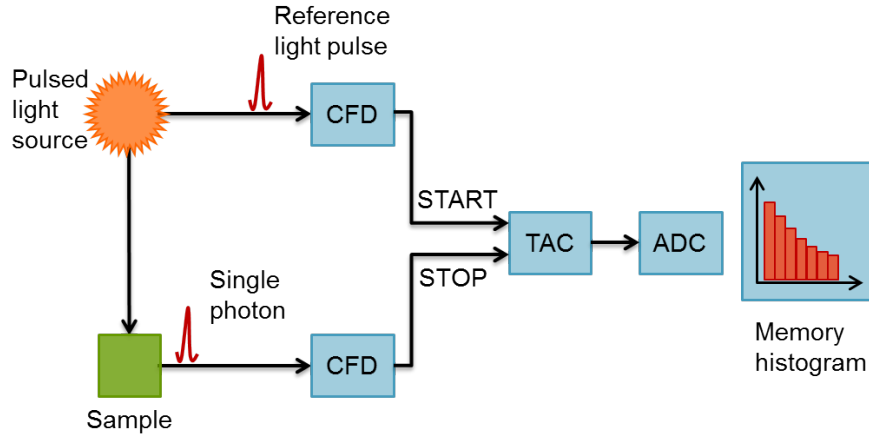 Reference
light pulse
Pulsed
light
source
CFD
START
TAC
ADC
STOP
Single
photon
CFD
Sample
Memory
histogram